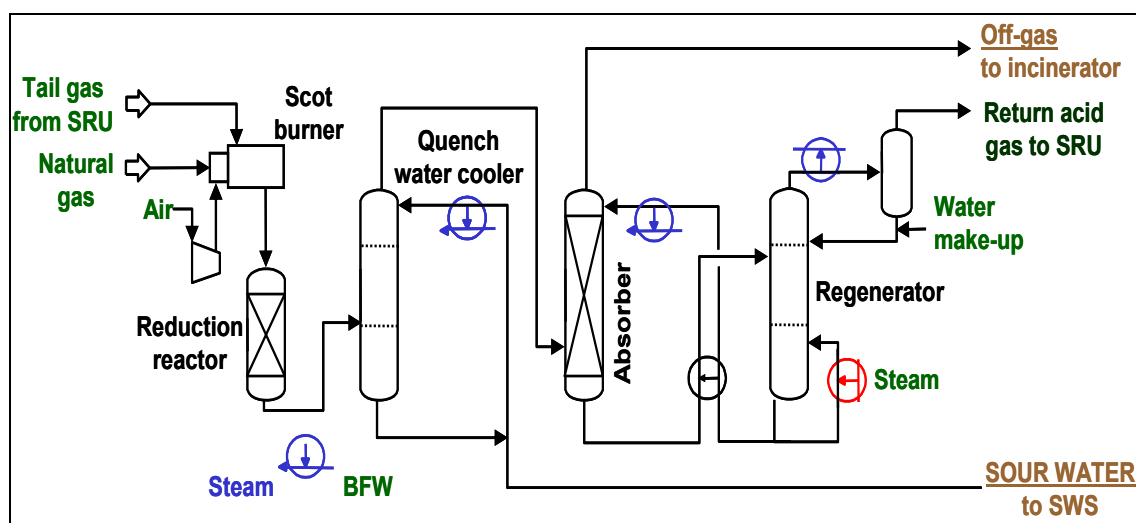 Tail gas
from SRU
Natural
gas
Air
Scot
burner
Quench
water cooler
Reduction
reactor
Steam
BFW
Absorber
Regenerator
Steam
Off-gas
to incinerator
Return acid
gas to SRU
Water
make-up
SOUR WATER
to SWS